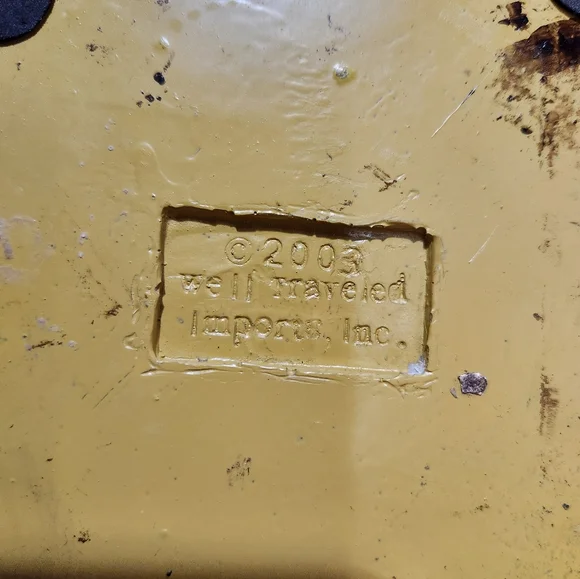 ©2003
Well Traveled
Imports, Inc.